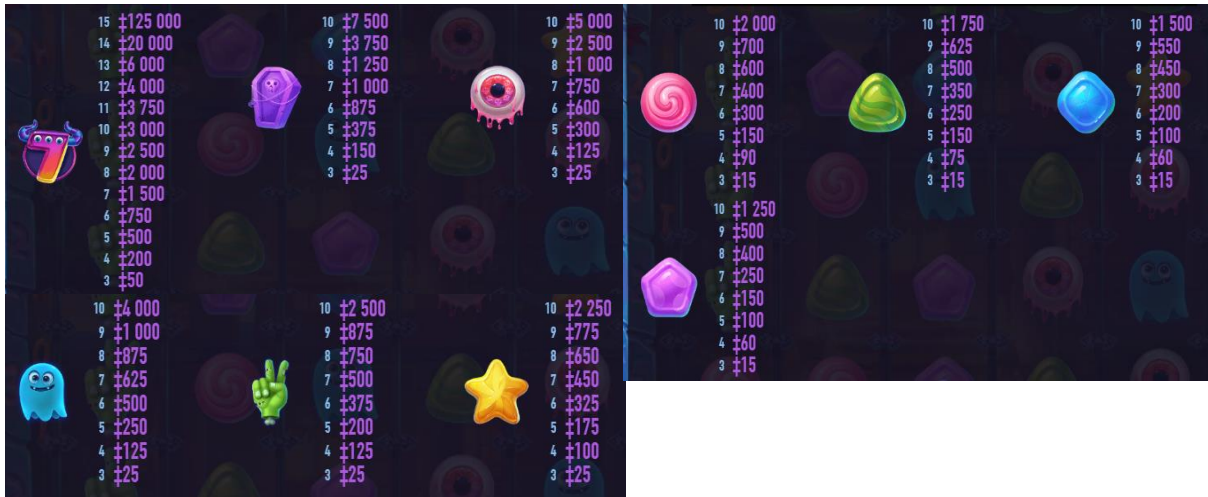 15 ‡125 000
14 ‡20 000
13 ‡6 000
12 ‡4 000
11 ‡3 750
10 ‡3 000
9 ‡2 500
8 ‡2 000
7 ‡1 500
6 ‡750
5 ‡500
4 ‡200
3 ‡50
10 ‡7 500
9 ‡3 750
8 ‡1 250
7 ‡1 000
6 ‡875
5 ‡375
4 ‡150
3 ‡25
10 ‡5 000
9 ‡2 500
8 ‡1 000
7 ‡750
6 ‡600
5 ‡300
4 ‡125
3 ‡25
10 ‡4 000
9 ‡1 000
8 ‡875
7 ‡625
6 ‡500
5 ‡250
4 ‡125
3 ‡25
10 ‡2 500
9 ‡875
8 ‡750
7 ‡500
6 ‡375
5 ‡200
4 ‡125
3 ‡25
10 ‡2 250
9 ‡775
8 ‡650
7 ‡450
6 ‡325
5 ‡175
4 ‡100
3 ‡25
10 ‡2 000
9 ‡700
8 ‡600
7 ‡400
6 ‡300
5 ‡150
4 ‡90
3 ‡15
10 ‡1 750
9 ‡625
8 ‡500
7 ‡350
6 ‡250
5 ‡150
4 ‡75
3 ‡15
10 ‡1 500
9 ‡550
8 ‡450
7 ‡300
6 ‡200
5 ‡100
4 ‡60
3 ‡15
10 ‡1 250
9 ‡500
8 ‡400
7 ‡250
6 ‡150
5 ‡100
4 ‡60
3 ‡15
7